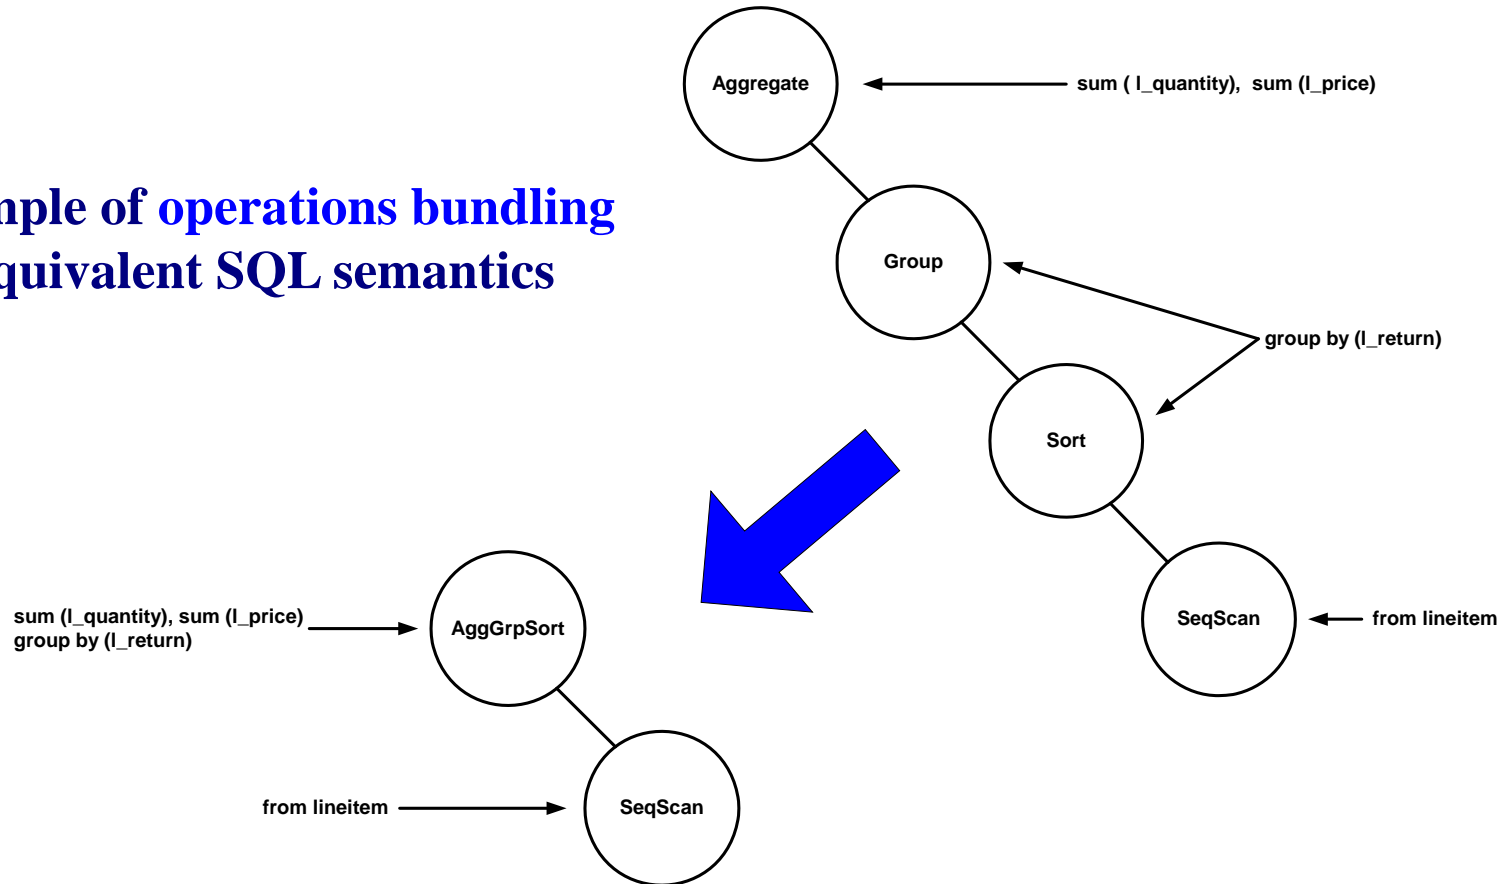 Aggregate
sum ( l_quantity), sum (l_price)
mple of operations bundling
quivalent SQL semantics
Group
group by (l_return)
Sort
SeqScan
from lineitem
sum (l_quantity), sum (l_price)
group by (l_return)
AggGrpSort
from lineitem
SeqScan